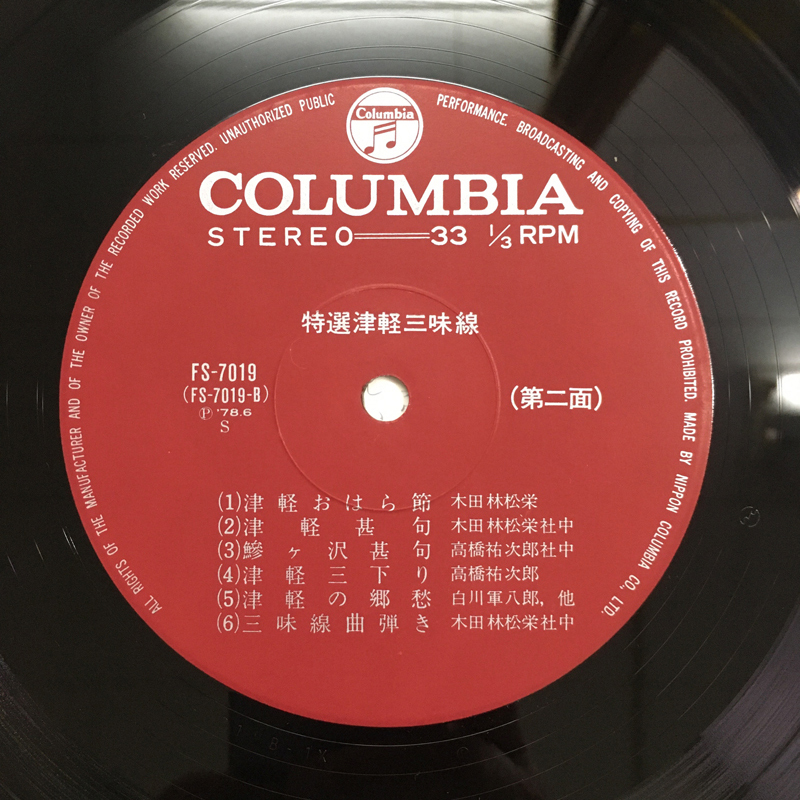 ALL RIGHTS OF THE MANUFACTURER AND OF THE OWNER OF THE RECORDED WORK RESERVED. UNAUTHORIZED PUBLIC PERFORMANCE. BROADCASTING AND COPYING OF THIS RECORD PROHIBITED. MADE BY NIPPON COLUMBIA CO., LTD.
Columbia
COLUMBIA
STEREO 33 1/3 RPM
特選津軽三味線
FS-7019
(FS-7019-B)
Ⓟ '78.6
S
(第二面)
(1)津軽おはら節 木田林松栄
(2)津軽甚句 木田林松栄社中
(3)鰺ヶ沢甚句 高橋祐次郎社中
(4)津軽三下り 高橋祐次郎
(5)津軽の郷愁 白川軍八郎, 他
(6)三味線曲弾き 木田林松栄社中